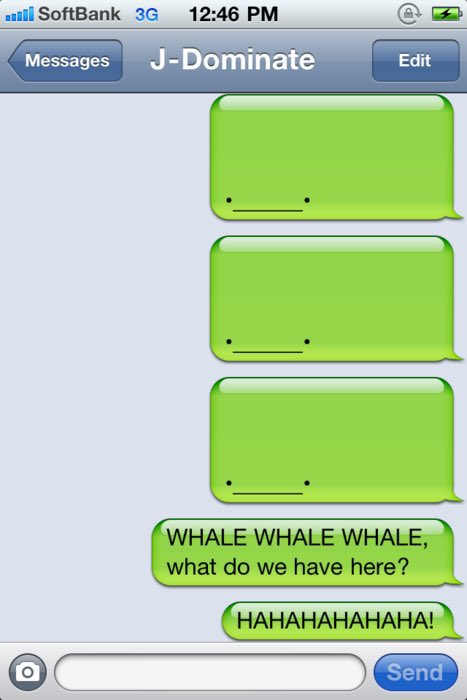 SoftBank 3G 12:46 PM
Messages J-Dominate Edit
•______•
•______•
•______•
WHALE WHALE WHALE,
what do we have here?
HAHAHAHAHAHA!
Send